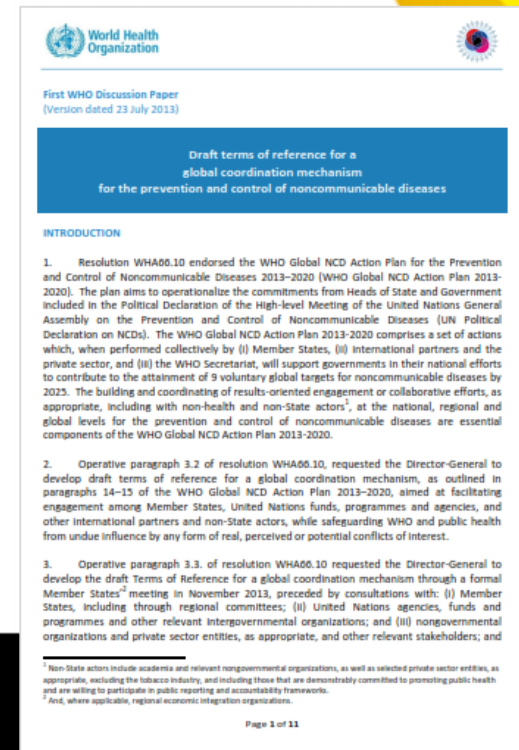 World Health
Organization
First WHO Discussion Paper
(Version dated 23 July 2013)
Draft terms of reference for a
global coordination mechanism
for the prevention and control of noncommunicable diseases
INTRODUCTION
1. Resolution WHA66.10 endorsed the WHO Global NCD Action Plan for the Prevention
and Control of Noncommunicable Diseases 2013–2020 (WHO Global NCD Action Plan 2013-
2020). The plan aims to operationalize the commitments from Heads of State and Government
included in the Political Declaration of the High-level Meeting of the United Nations General
Assembly on the Prevention and Control of Noncommunicable Diseases (UN Political
Declaration on NCDs). The WHO Global NCD Action Plan 2013-2020 comprises a set of actions
which, when performed collectively by (i) Member States, (ii) international partners and the
private sector, and (iii) the WHO Secretariat, will support governments in their national efforts
to contribute to the attainment of 9 voluntary global targets for noncommunicable diseases by
2025. The building and coordinating of results-oriented engagement or collaborative efforts, as
appropriate, including with non-health and non-State actors¹, at the national, regional and
global levels for the prevention and control of noncommunicable diseases are essential
components of the WHO Global NCD Action Plan 2013-2020.
2. Operative paragraph 3.2 of resolution WHA66.10, requested the Director-General to
develop draft terms of reference for a global coordination mechanism, as outlined in
paragraphs 14–15 of the WHO Global NCD Action Plan 2013–2020, aimed at facilitating
engagement among Member States, United Nations funds, programmes and agencies, and
other international partners and non-State actors, while safeguarding WHO and public health
from undue influence by any form of real, perceived or potential conflicts of interest.
3. Operative paragraph 3.3. of resolution WHA66.10 requested the Director-General to
develop the draft Terms of Reference for a global coordination mechanism through a formal
Member States² meeting in November 2013, preceded by consultations with: (i) Member
States, including through regional committees; (ii) United Nations agencies, funds and
programmes and other relevant intergovernmental organizations; and (iii) nongovernmental
organizations and private sector entities, as appropriate, and other relevant stakeholders; and
¹ Non-State actors include academia and relevant nongovernmental organizations, as well as selected private sector entities, as
appropriate, excluding the tobacco industry, and including those that are demonstrably committed to promoting public health
and are willing to participate in public reporting and accountability frameworks.
² And, where applicable, regional economic integration organizations.
Page 1 of 11